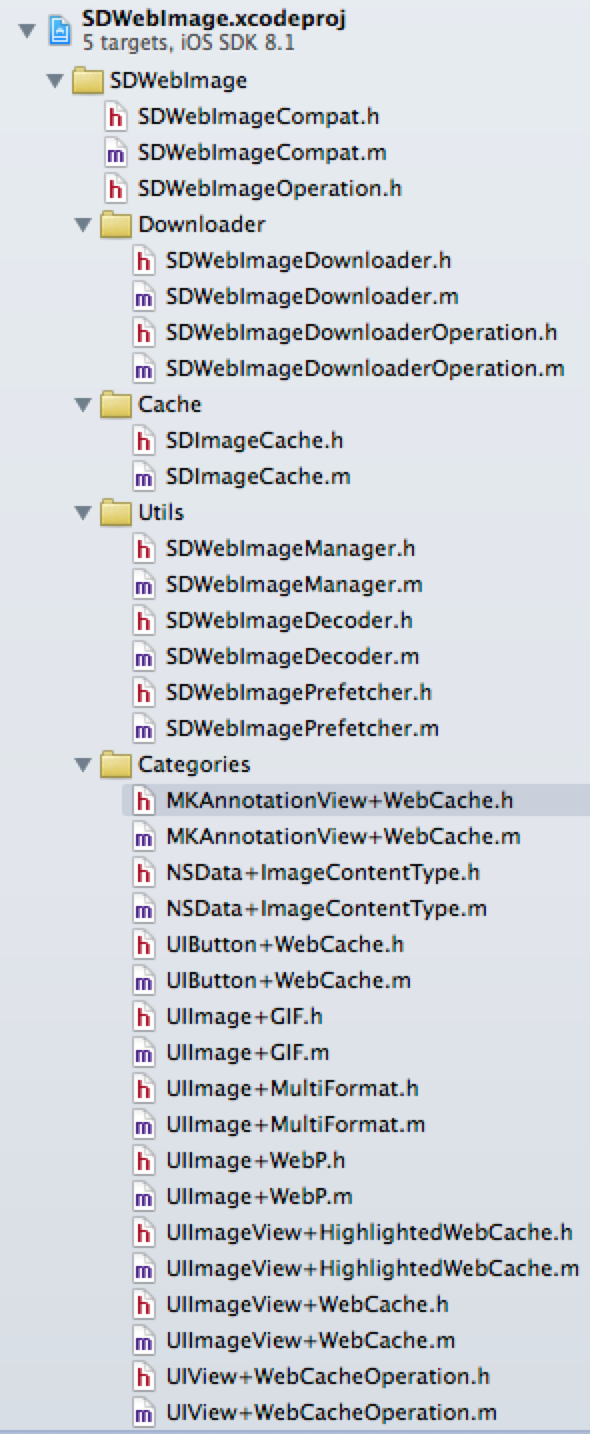 SDWebImage.xcodeproj
5 targets, iOS SDK 8.1
SDWebImage
h SDWebImageCompat.h
m SDWebImageCompat.m
h SDWebImageOperation.h
Downloader
h SDWebImageDownloader.h
m SDWebImageDownloader.m
h SDWebImageDownloaderOperation.h
m SDWebImageDownloaderOperation.m
Cache
h SDImageCache.h
m SDImageCache.m
Utils
h SDWebImageManager.h
m SDWebImageManager.m
h SDWebImageDecoder.h
m SDWebImageDecoder.m
h SDWebImagePrefetcher.h
m SDWebImagePrefetcher.m
Categories
h MKAnnotationView+WebCache.h
m MKAnnotationView+WebCache.m
h NSData+ImageContentType.h
m NSData+ImageContentType.m
h UIButton+WebCache.h
m UIButton+WebCache.m
h UIImage+GIF.h
m UIImage+GIF.m
h UIImage+MultiFormat.h
m UIImage+MultiFormat.m
h UIImage+WebP.h
m UIImage+WebP.m
h UIImageView+HighlightedWebCache.h
m UIImageView+HighlightedWebCache.m
h UIImageView+WebCache.h
m UIImageView+WebCache.m
h UIView+WebCacheOperation.h
m UIView+WebCacheOperation.m